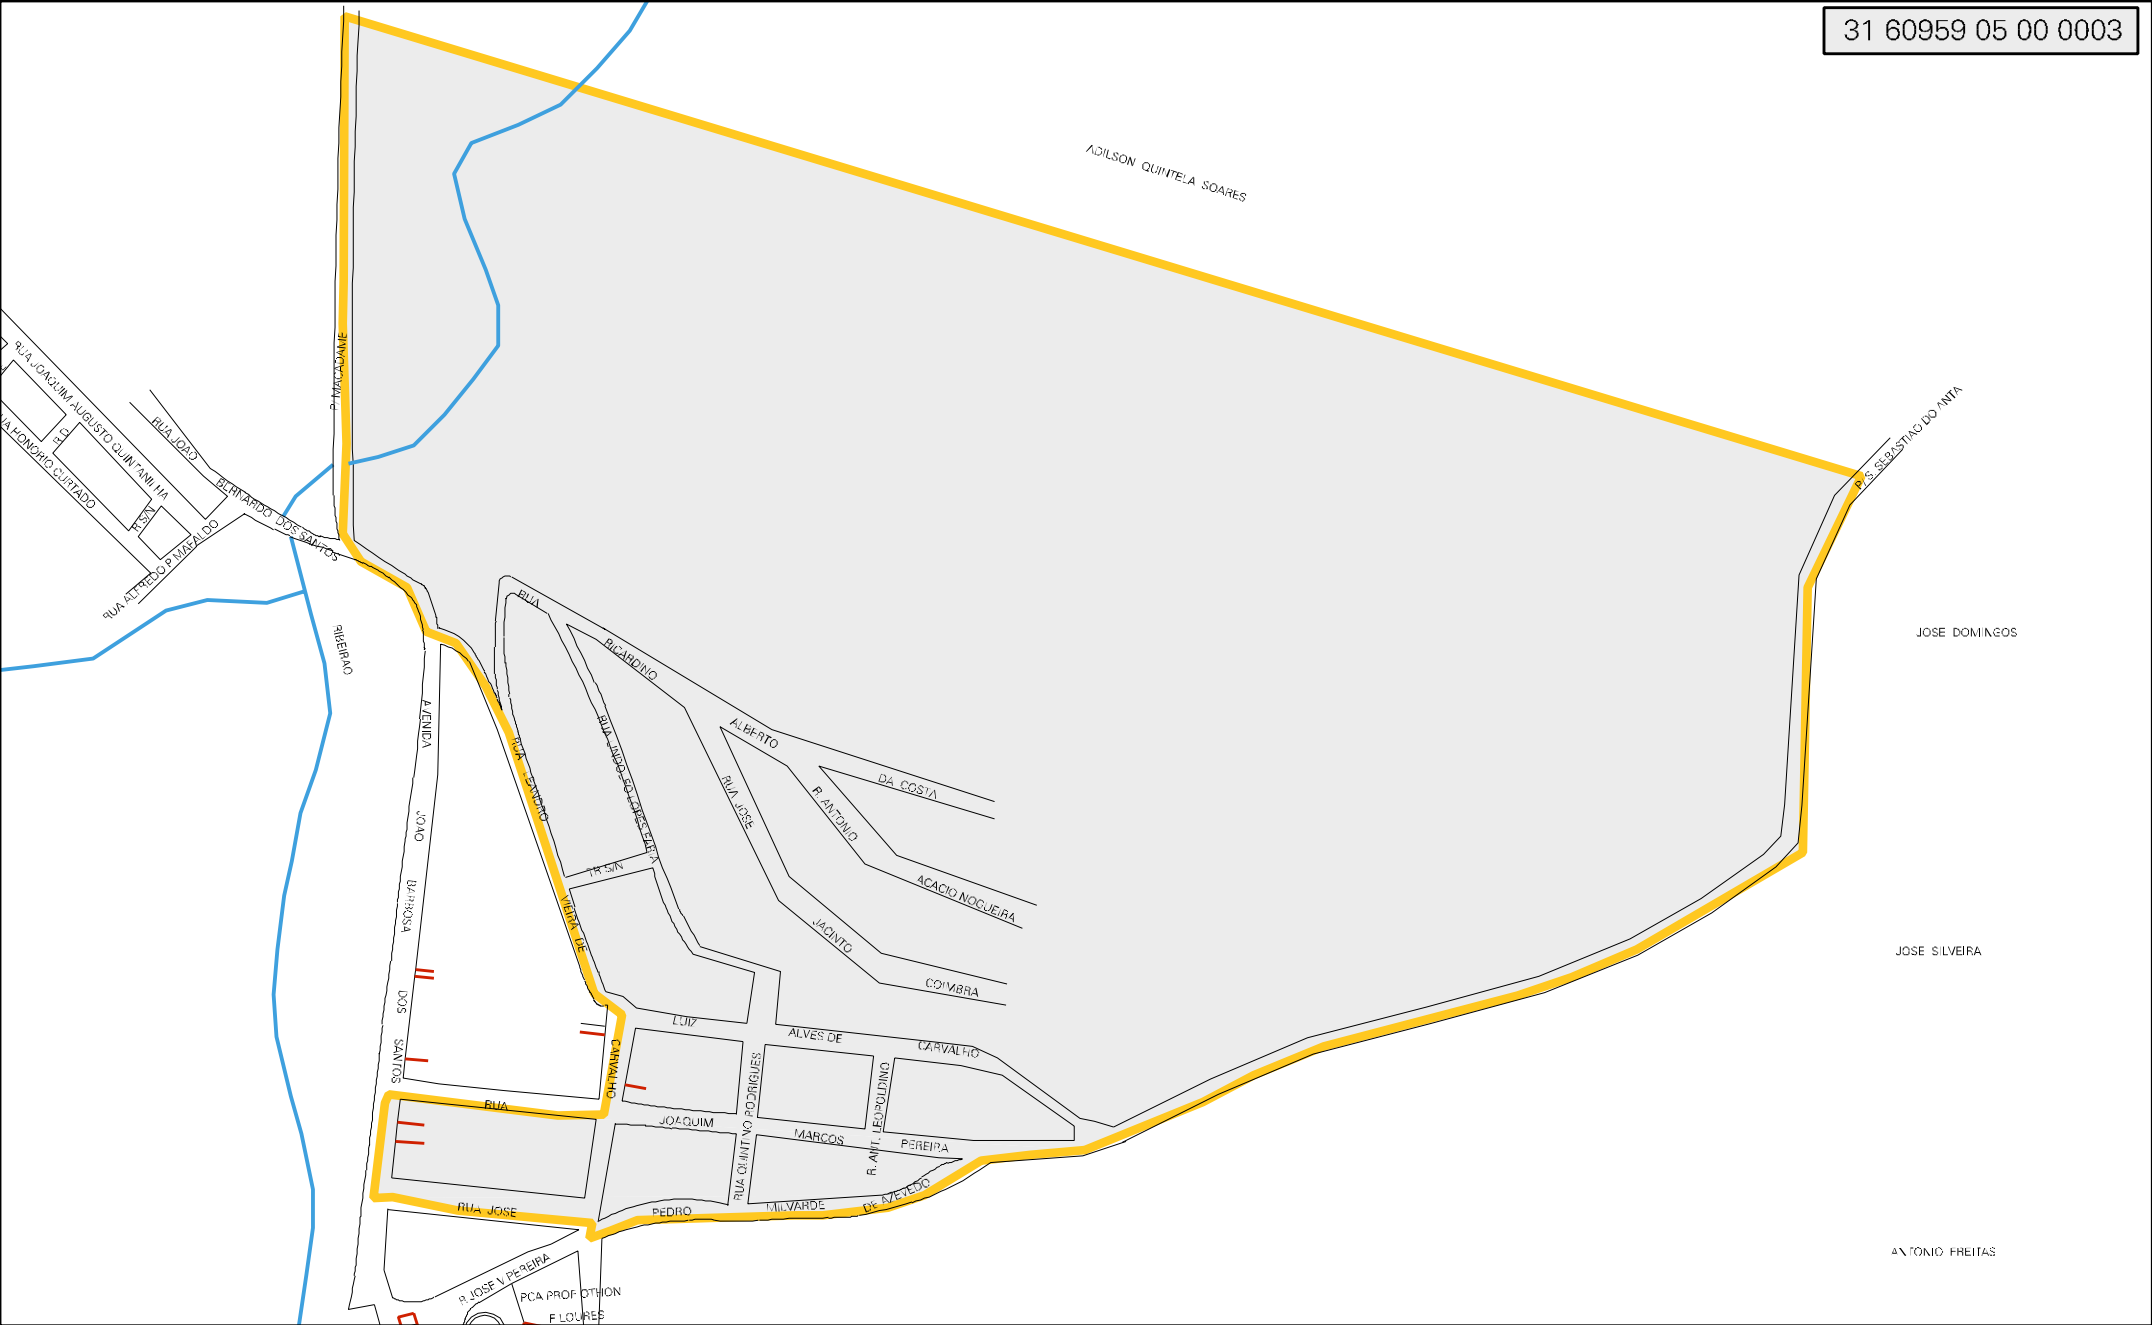 31 60959 05 00 0003
ADILSON QUINTELA SOARES
P/ MACADAME
RUA JOAQUIM AUGUSTO QUINTANILHA
RUA JOAO
BERNARDO DOS SANTOS
R D
HONORIO CURTADO
R S/N
RUA ALFREDO P MAFALDO
P/ S. SEBASTIAO DO ANTA
JOSE DOMINGOS
RIBEIRAO
RUA
RICARDINO
ALBERTO
DA COSTA
AVENIDA
JOAO
BARBOSA
DOS
SANTOS
RUA LEANDRO
VIEIRA DE
CARVALHO
RUA LINDOLFO LOPES FARIA
TR S/N
RUA JOSE
JACINTO
COIMBRA
R. ANTONIO
ACACIO NOGUEIRA
JOSE SILVEIRA
LUIZ
ALVES DE
CARVALHO
RUA QUINTINO RODRIGUES
R. ANT. LEOPOLDINO
RUA
JOAQUIM
MARCOS
PEREIRA
RUA JOSE
PEDRO
MILVARDE
DE AZEVEDO
ANTONIO FREITAS
R JOSE V PEREIRA
PCA PROF OTHON
F LOURES